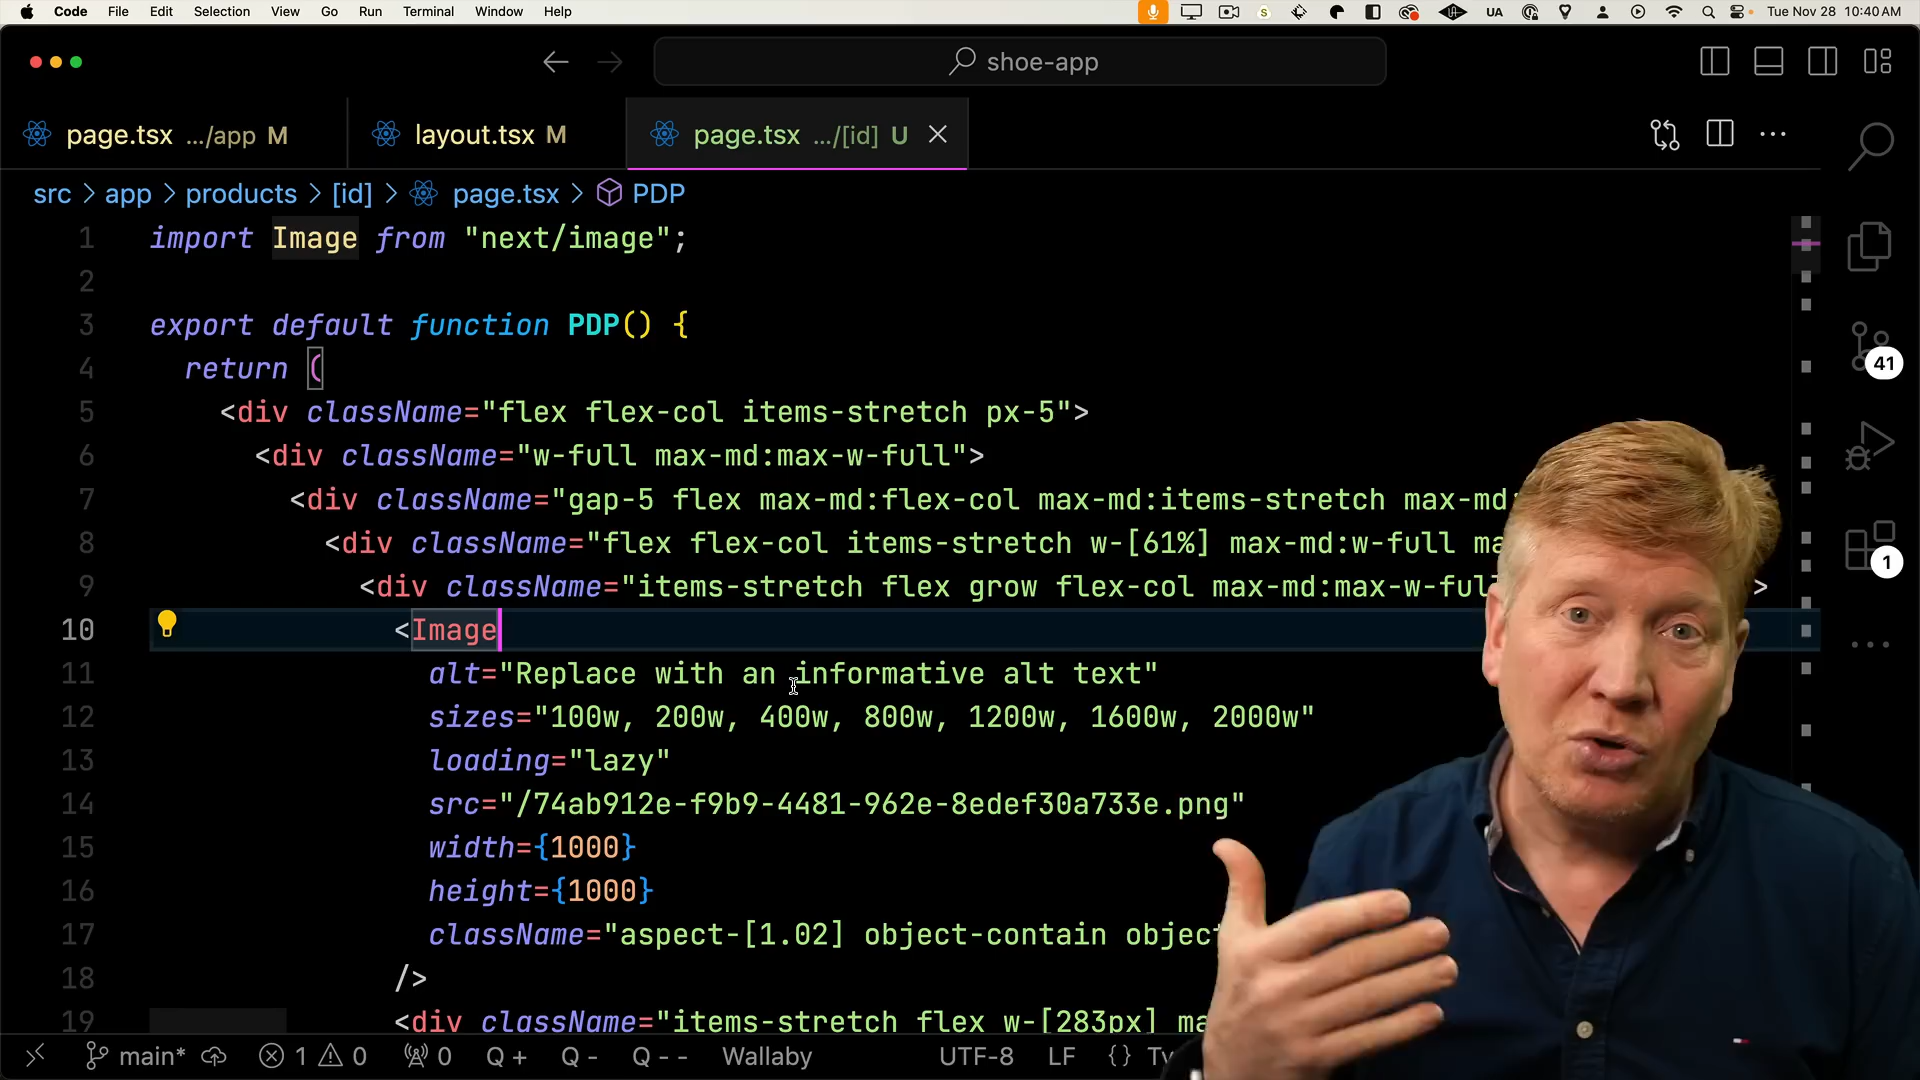 Code File Edit Selection View Go Run Terminal Window Help UA Tue Nov 28 10:40 AM
shoe-app
page.tsx .../app M layout.tsx M page.tsx .../[id] U
src > app > products > [id] > page.tsx > PDP
1 import Image from "next/image";
2
3 export default function PDP() {
4 return (
5 <div className="flex flex-col items-stretch px-5">
6 <div className="w-full max-md:max-w-full">
7 <div className="gap-5 flex max-md:flex-col max-md:items-stretch max-md:
8 <div className="flex flex-col items-stretch w-[61%] max-md:w-full ma
9 <div className="items-stretch flex grow flex-col max-md:max-w-full >
10 <Image
11 alt="Replace with an informative alt text"
12 sizes="100w, 200w, 400w, 800w, 1200w, 1600w, 2000w"
13 loading="lazy"
14 src="/74ab912e-f9b9-4481-962e-8edef30a733e.png"
15 width={1000}
16 height={1000}
17 className="aspect-[1.02] object-contain objec
18 />
19 <div className="items-stretch flex w-[283px] ma
41
1
main* 1 0 0 Q + Q - Q - - Wallaby UTF-8 LF {} Ty